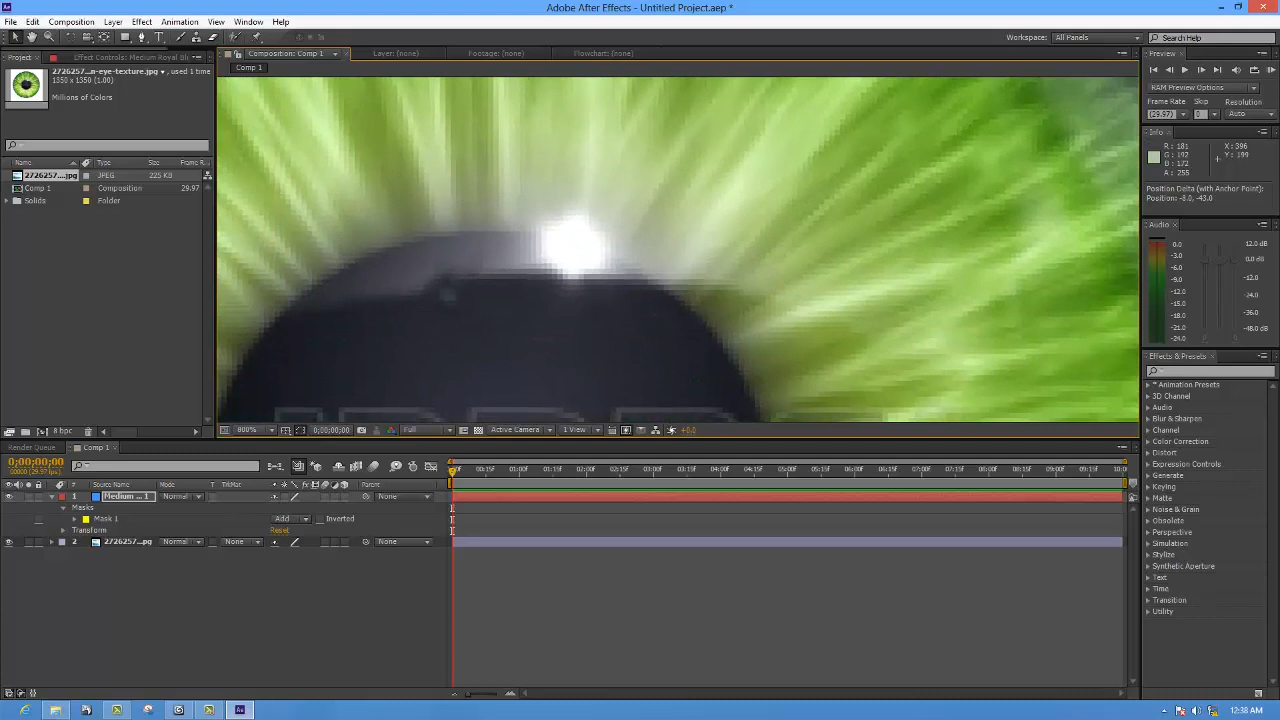 Adobe After Effects - Untitled Project.aep *
File Edit Composition Layer Effect Animation View Window Help
Workspace: All Panels
Search Help
Project
Effect Controls: Medium Royal Bl
Composition: Comp 1
Layer: (none)
Footage: (none)
Flowchart: (none)
Comp 1
2726257...n-eye-texture.jpg , used 1 time
1350 x 1350 (1.00)
Millions of Colors
Name Type Size Frame R
2726257....jpg JPEG 225 KB
Comp 1 Composition 29.97
Solids Folder
8 bpc
800% 0;00;00;00 Full Active Camera 1 View +0.0
Preview
RAM Preview Options
Frame Rate Skip Resolution
(29.97) 0 Auto
Info
R : 181
G : 192
B : 172
A : 255
X : 396
Y : 199
Position Delta (with Anchor Point):
Position: -8.0, -43.0
Audio
0.0
-3.0
-6.0
-9.0
-12.0
-15.0
-18.0
-21.0
-24.0
12.0 dB
0.0 dB
-12.0
-24.0
-36.0
-48.0 dB
Effects & Presets
* Animation Presets
3D Channel
Audio
Blur & Sharpen
Channel
Color Correction
Distort
Expression Controls
Generate
Keying
Matte
Noise & Grain
Obsolete
Perspective
Simulation
Stylize
Synthetic Aperture
Text
Time
Transition
Utility
Render Queue
Comp 1
0;00;00;00
00000 (29.97 fps)
# Source Name Mode T TrkMat Parent
00:15f 01:00f 01:15f 02:00f 02:15f 03:00f 03:15f 04:00f 04:15f 05:00f 05:15f 06:00f 06:15f 07:00f 07:15f 08:00f 08:15f 09:00f 09:15f 10:00
1 Medium ... 1 Normal None
Masks
Mask 1 Add Inverted
Transform Reset
2 2726257...pg Normal None None
12:38 AM